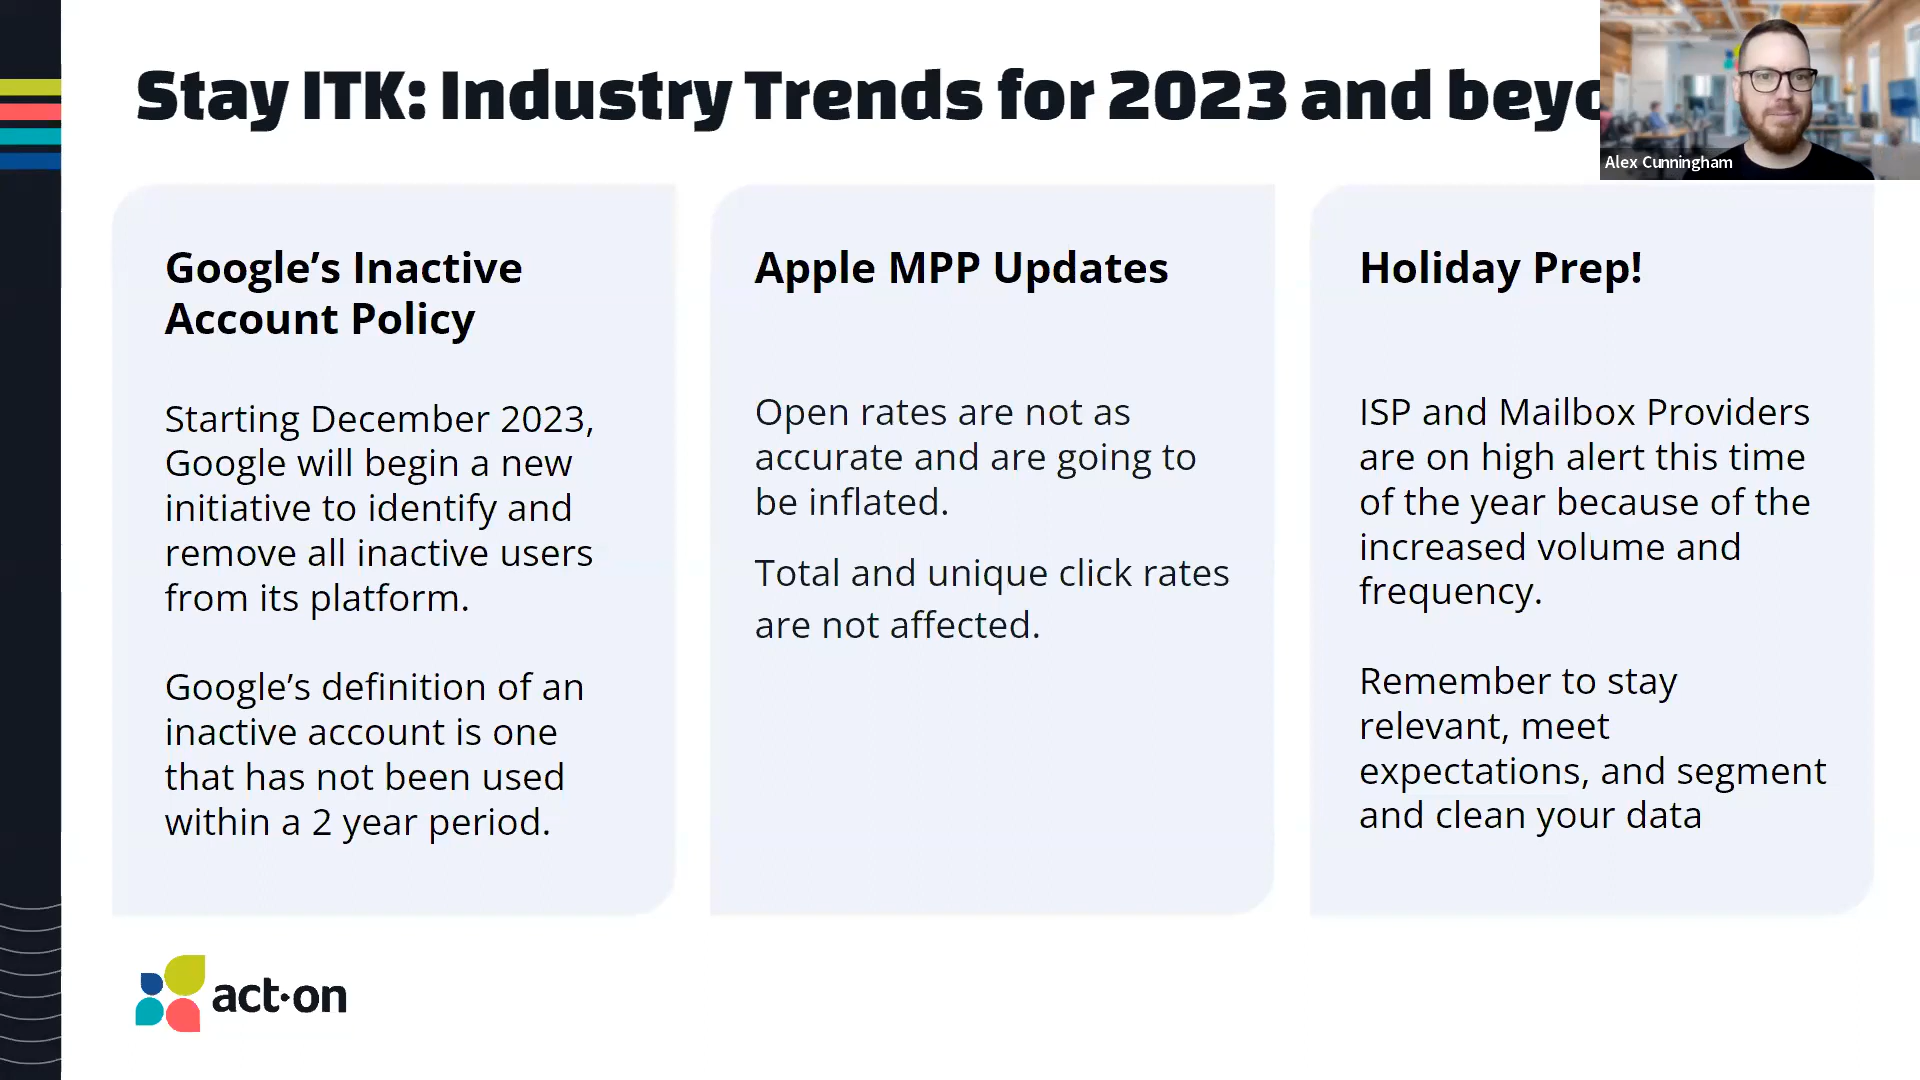 Stay ITK: Industry Trends for 2023 and beyo
Alex Cunningham
Google’s Inactive
Account Policy
Starting December 2023,
Google will begin a new
initiative to identify and
remove all inactive users
from its platform.
Google’s definition of an
inactive account is one
that has not been used
within a 2 year period.
Apple MPP Updates
Open rates are not as
accurate and are going to
be inflated.
Total and unique click rates
are not affected.
Holiday Prep!
ISP and Mailbox Providers
are on high alert this time
of the year because of the
increased volume and
frequency.
Remember to stay
relevant, meet
expectations, and segment
and clean your data
act·on